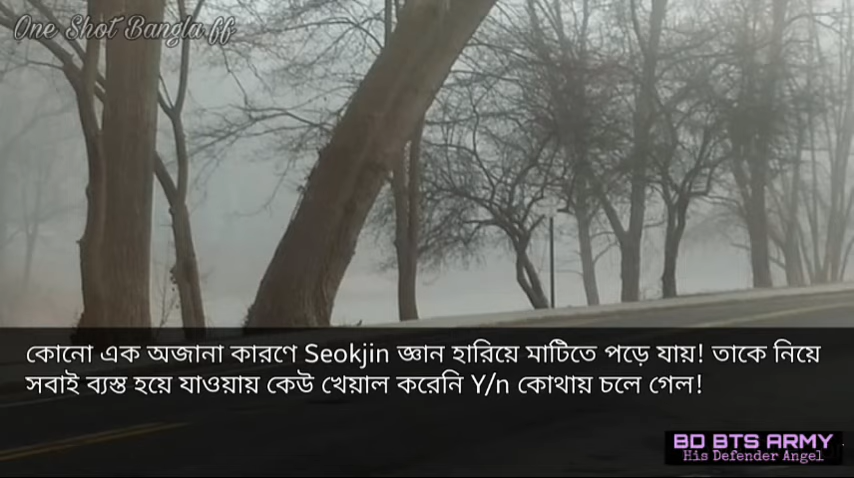 One Shot Bangla ff
কোনো এক অজানা কারণে Seokjin জ্ঞান হারিয়ে মাটিতে পড়ে যায়! তাকে নিয়ে
সবাই ব্যস্ত হয়ে যাওয়ায় কেউ খেয়াল করেনি Y/n কোথায় চলে গেল!
BD BTS ARMY
His Defender Angel